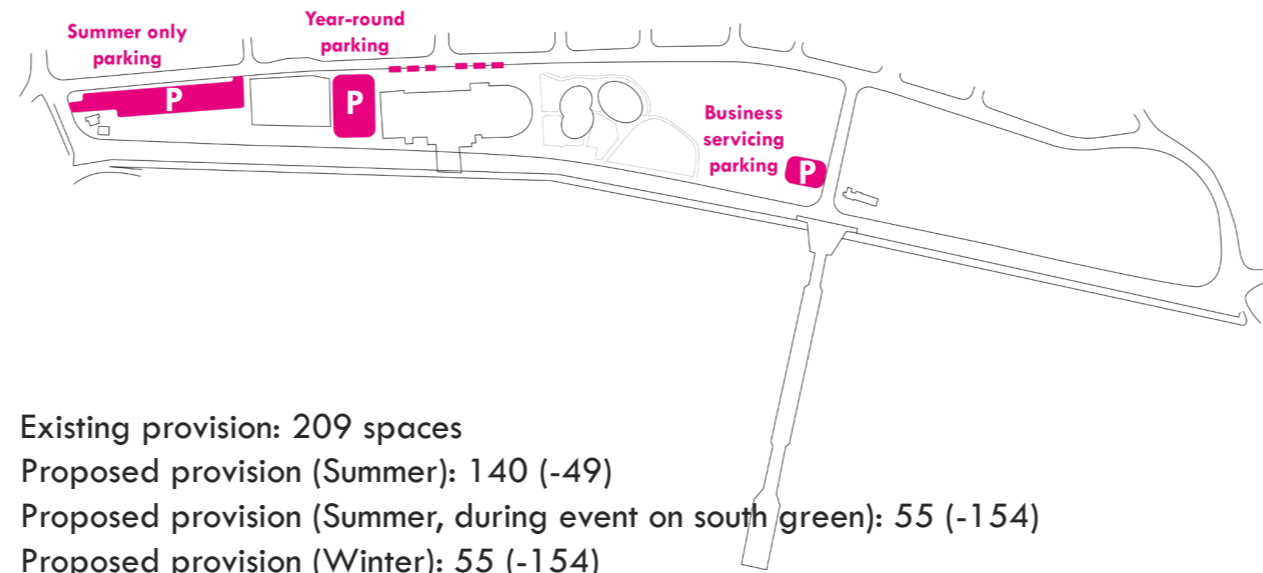 Summer only
parking
Year-round
parking
P
P
Business
servicing
parking
P
Existing provision: 209 spaces
Proposed provision (Summer): 140 (-49)
Proposed provision (Summer, during event on south green): 55 (-154)
Proposed provision (Winter): 55 (-154)